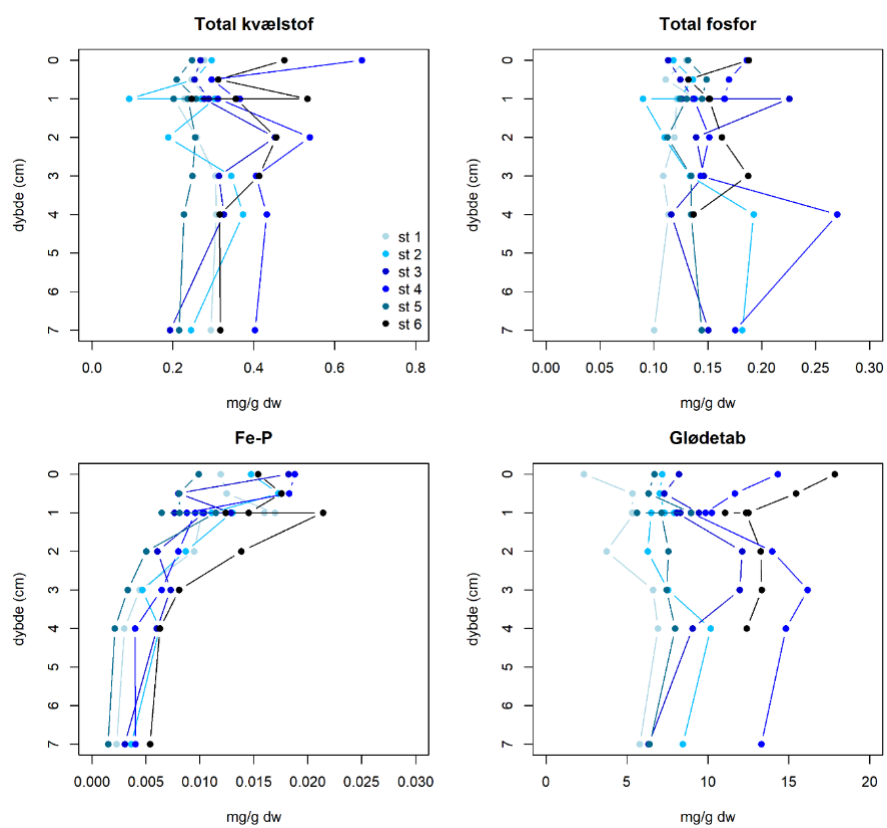 Total kvælstof
0
1
2
3
4
5
6
7
dybde (cm)
st 1
st 2
st 3
st 4
st 5
st 6
0.0 0.2 0.4 0.6 0.8
mg/g dw
Total fosfor
0
1
2
3
4
5
6
7
dybde (cm)
0.00 0.05 0.10 0.15 0.20 0.25 0.30
mg/g dw
Fe-P
0
1
2
3
4
5
6
7
dybde (cm)
0.000 0.005 0.010 0.015 0.020 0.025 0.030
mg/g dw
Glødetab
0
1
2
3
4
5
6
7
dybde (cm)
0 5 10 15 20
mg/g dw